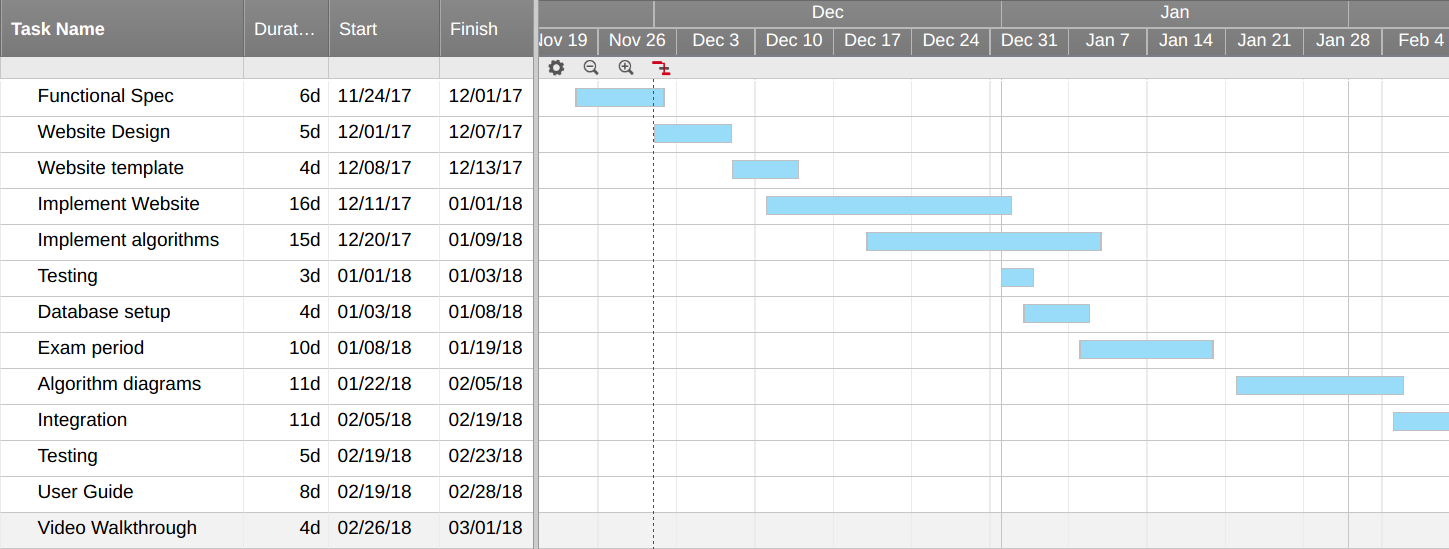 Dec Jan
Task Name Durat... Start Finish Nov 19 Nov 26 Dec 3 Dec 10 Dec 17 Dec 24 Dec 31 Jan 7 Jan 14 Jan 21 Jan 28 Feb 4
Functional Spec 6d 11/24/17 12/01/17
Website Design 5d 12/01/17 12/07/17
Website template 4d 12/08/17 12/13/17
Implement Website 16d 12/11/17 01/01/18
Implement algorithms 15d 12/20/17 01/09/18
Testing 3d 01/01/18 01/03/18
Database setup 4d 01/03/18 01/08/18
Exam period 10d 01/08/18 01/19/18
Algorithm diagrams 11d 01/22/18 02/05/18
Integration 11d 02/05/18 02/19/18
Testing 5d 02/19/18 02/23/18
User Guide 8d 02/19/18 02/28/18
Video Walkthrough 4d 02/26/18 03/01/18